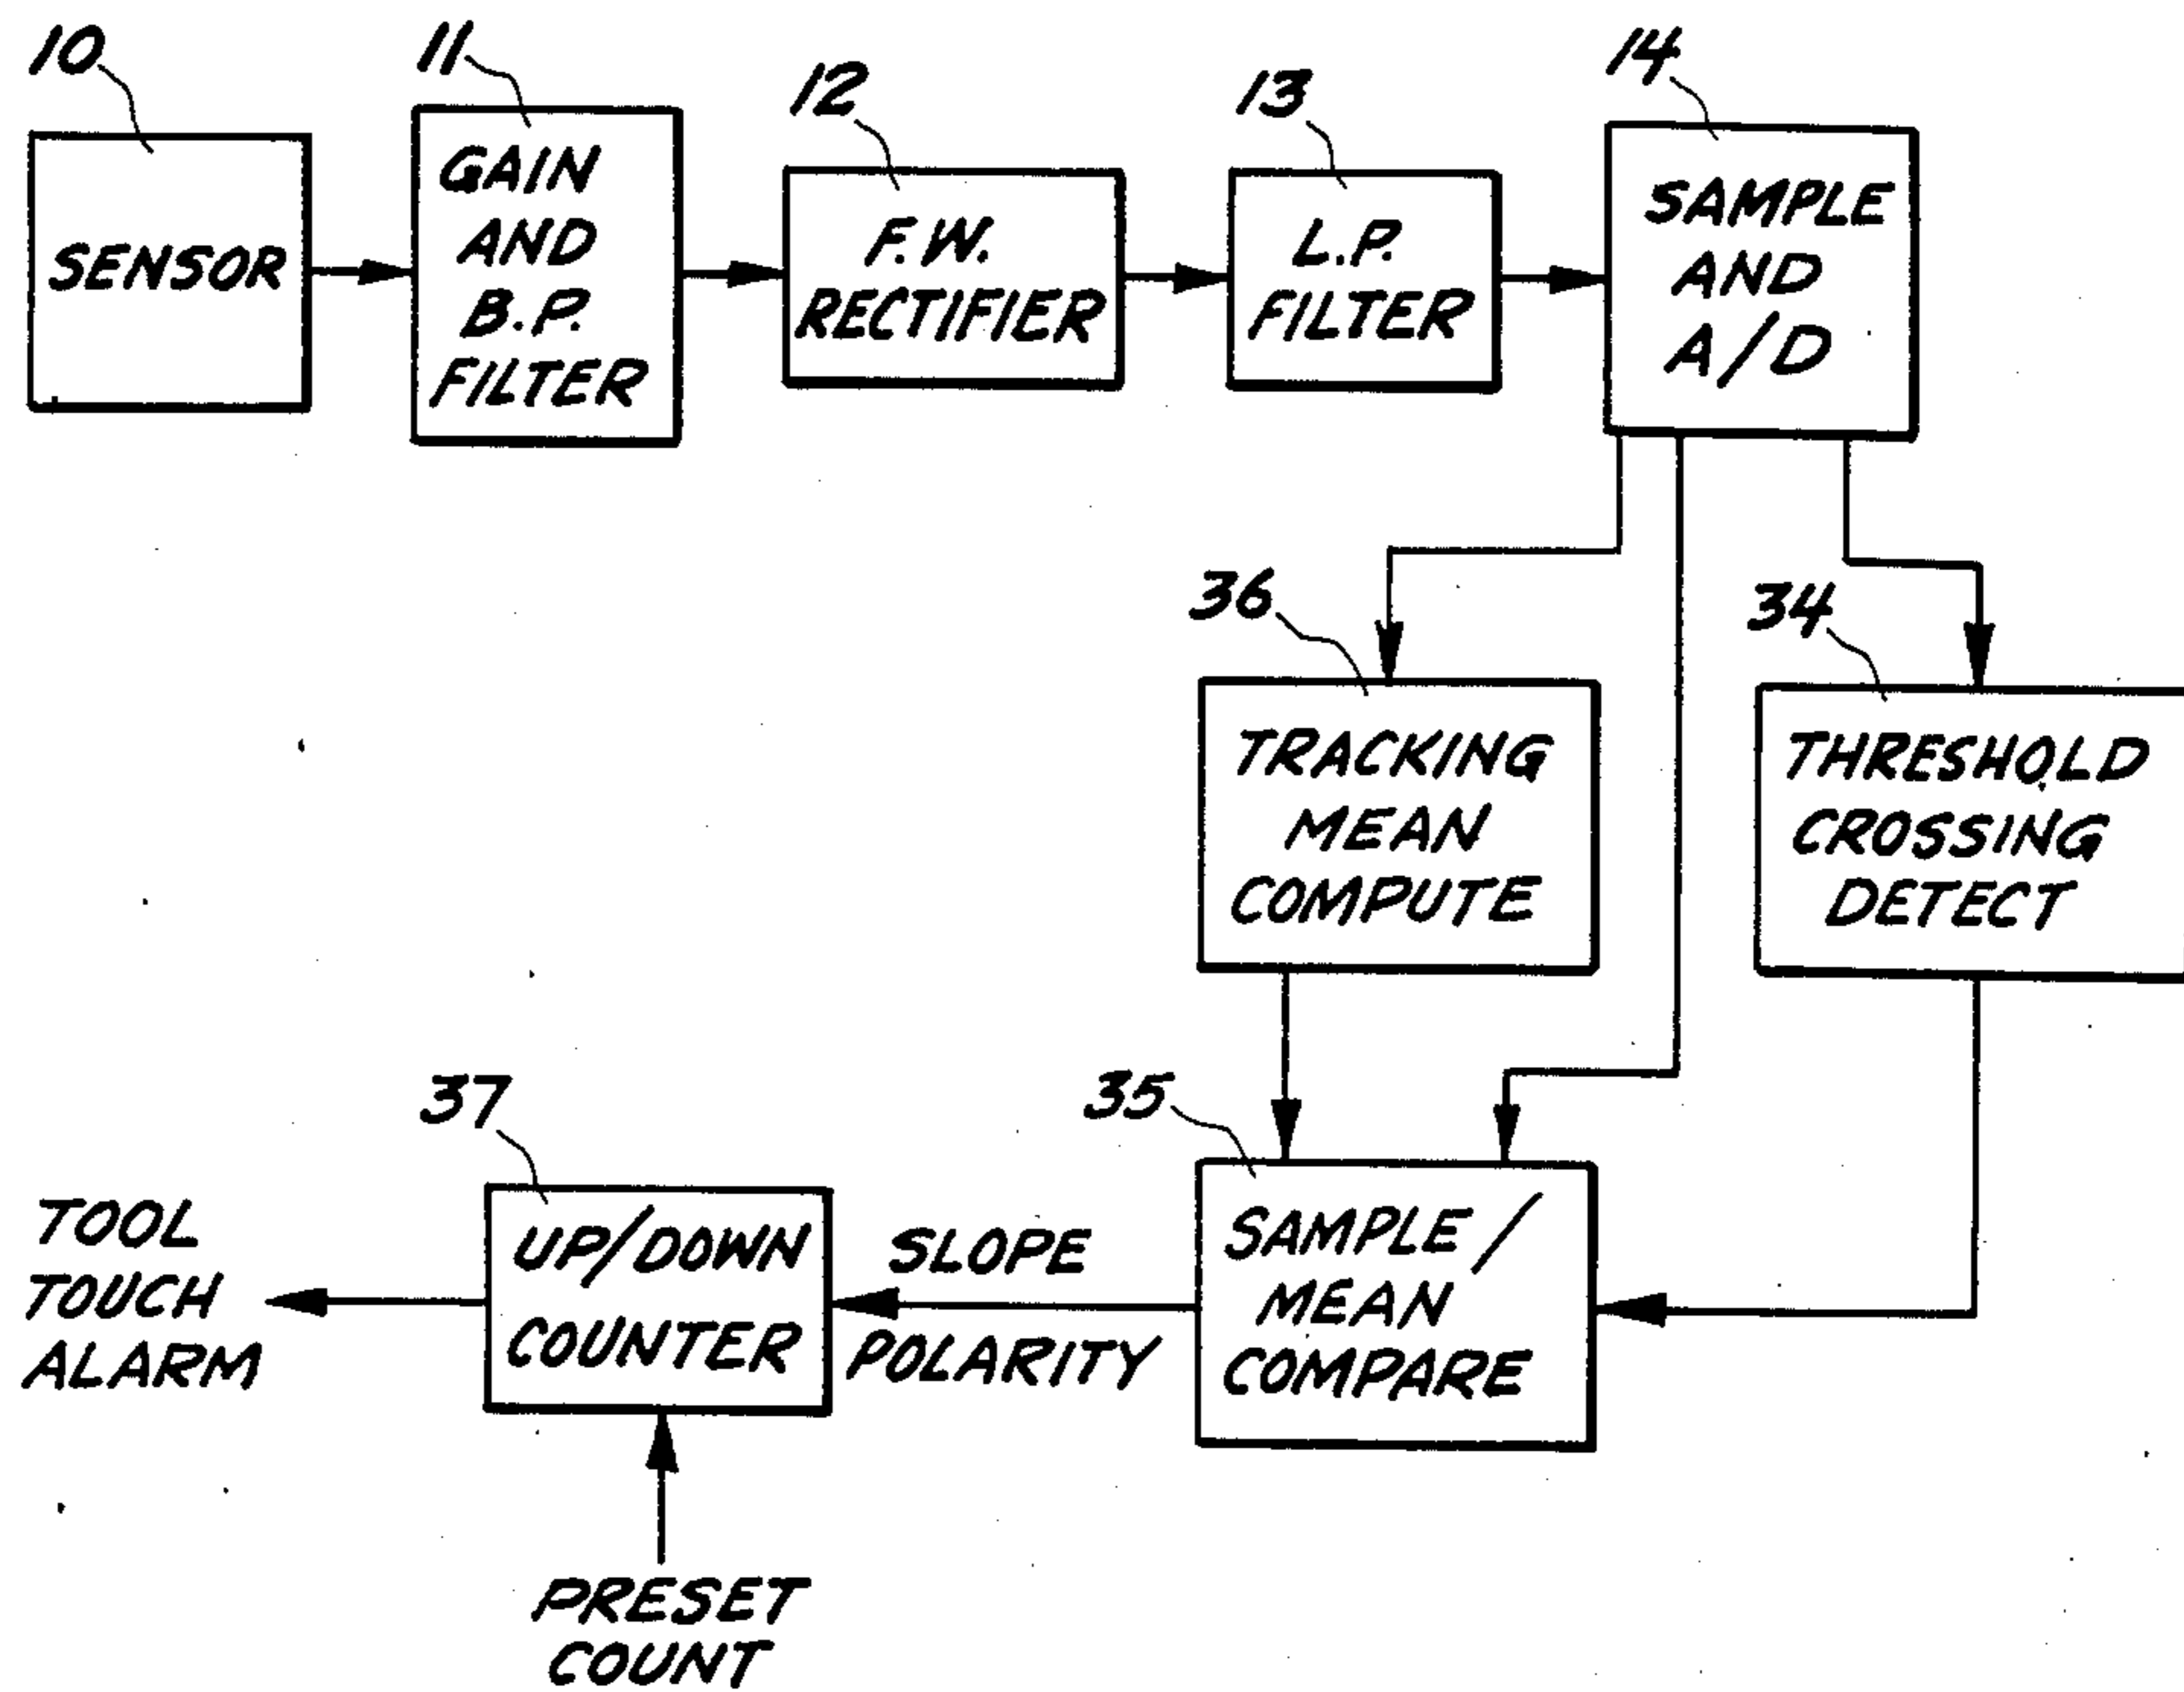 10
SENSOR
11
GAIN
AND
B.P.
FILTER
12
F.W.
RECTIFIER
13
L.P.
FILTER
14
SAMPLE
AND
A/D
36
TRACKING
MEAN
COMPUTE
34
THRESHOLD
CROSSING
DETECT
35
SAMPLE/
MEAN
COMPARE
SLOPE
POLARITY
37
UP/DOWN
COUNTER
TOOL
TOUCH
ALARM
PRESET
COUNT